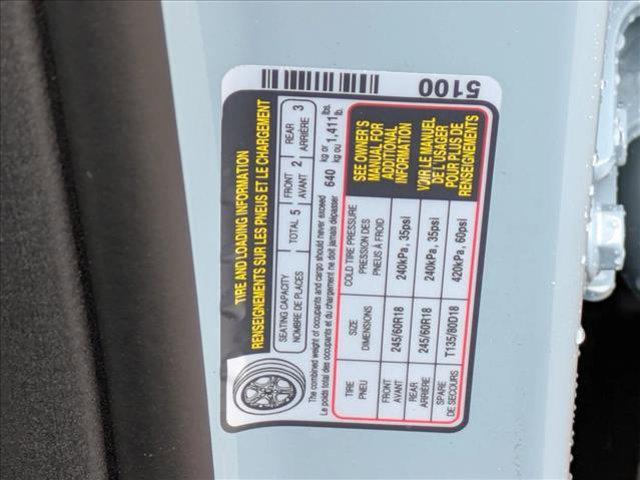 5100
TIRE AND LOADING INFORMATION
RENSEIGNEMENTS SUR LES PNEUS ET LE CHARGEMENT
SEATING CAPACITY
NOMBRE DE PLACES
TOTAL 5
FRONT 2
AVANT
REAR 3
ARRIÈRE
The combined weight of occupants and cargo should never exceed
Le poids total des occupants et du chargement ne doit jamais dépasser
640 kg or 1,411 lbs.
kg ou lb.
TIRE
PNEU
SIZE
DIMENSIONS
COLD TIRE PRESSURE
PRESSION DES
PNEUS À FROID
FRONT
AVANT
245/60R18
240kPa, 35psi
REAR
ARRIÈRE
245/60R18
240kPa, 35psi
SPARE
DE SECOURS
T135/80D18
420kPa, 60psi
SEE OWNER'S
MANUAL FOR
ADDITIONAL
INFORMATION
VOIR LE MANUEL
DE L'USAGER
POUR PLUS DE
RENSEIGNEMENTS